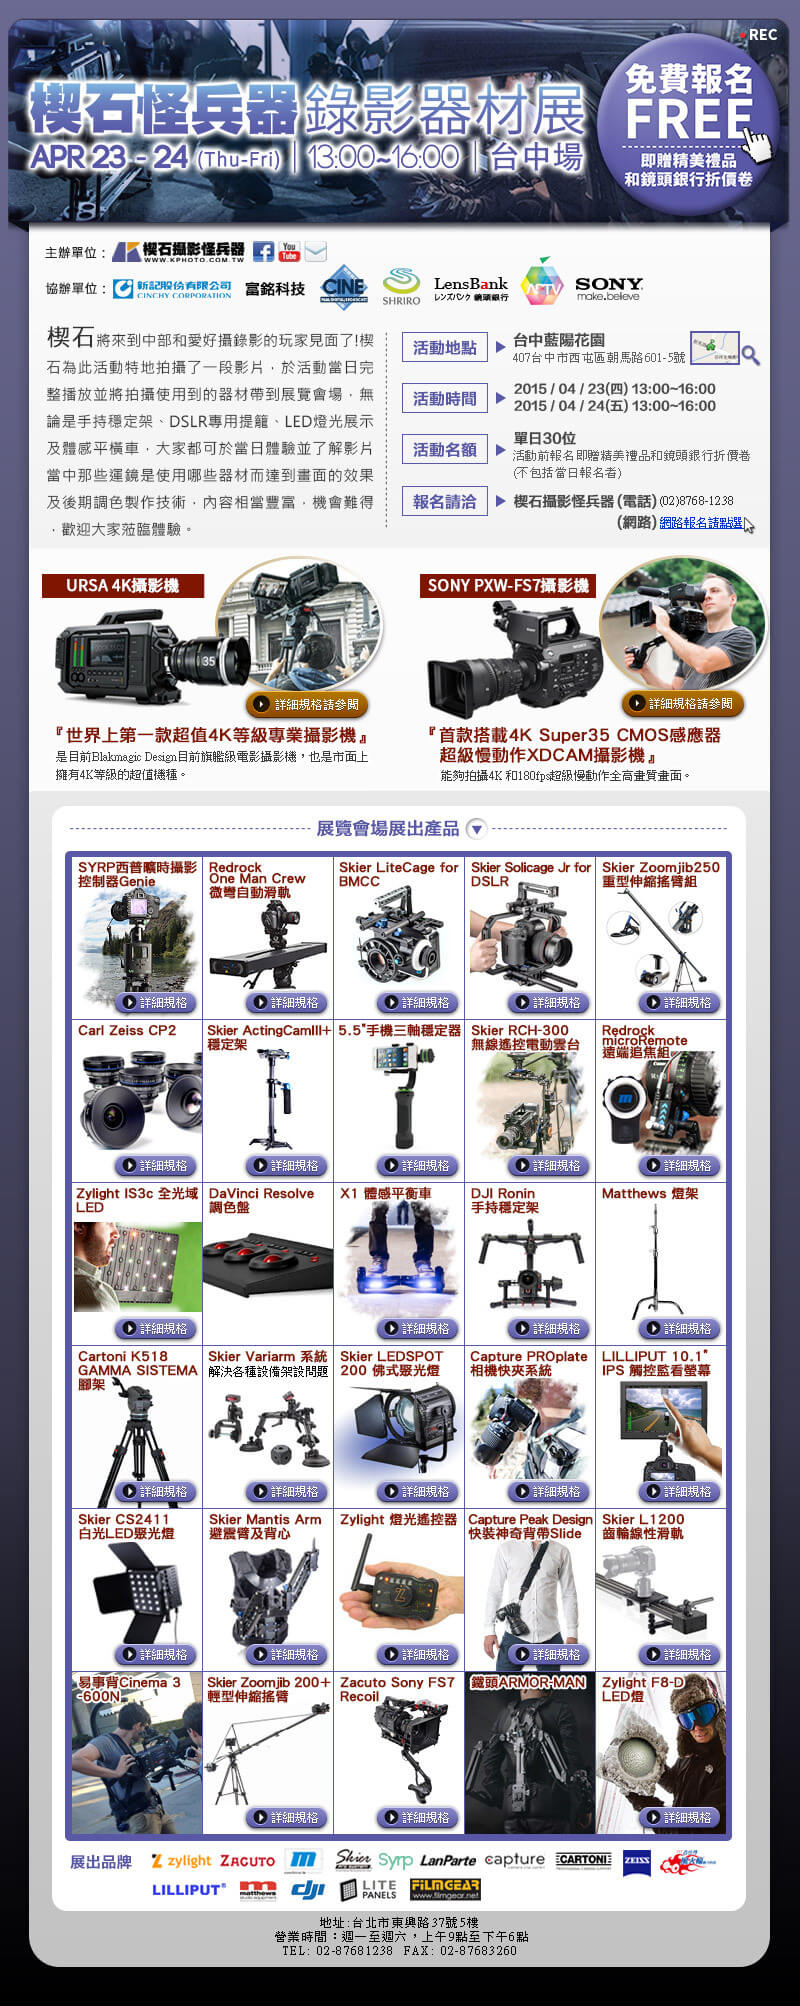 REC
楔石怪兵器錄影器材展
APR 23 - 24 (Thu-Fri) | 13:00~16:00 | 台中場
免費報名
FREE
即贈精美禮品
和鏡頭銀行折價卷
主辦單位：
楔石攝影怪兵器
WWW.KPHOTO.COM.TW
You
Tube
協辦單位：
新記股份有限公司
CINCHY CORPORATION
富銘科技
CINE
SHRIRO
LensBank
レンズバンク 鏡頭銀行
AFTV
SONY
make.believe
楔石將來到中部和愛好攝錄影的玩家見面了!楔
石為此活動特地拍攝了一段影片，於活動當日完
整播放並將拍攝使用到的器材帶到展覽會場，無
論是手持穩定架、DSLR專用提籠、LED燈光展示
及體感平橫車，大家都可於當日體驗並了解影片
當中那些運鏡是使用哪些器材而達到畫面的效果
及後期調色製作技術，內容相當豐富，機會難得
，歡迎大家蒞臨體驗。
活動地點
台中藍陽花園
407台中市西屯區朝馬路601-5號
活動時間
2015 / 04 / 23(四) 13:00~16:00
2015 / 04 / 24(五) 13:00~16:00
活動名額
單日30位
活動前報名即贈精美禮品和鏡頭銀行折價卷
(不包括當日報名者)
報名請洽
楔石攝影怪兵器 (電話) (02)8768-1238
(網路) 網路報名請點選
URSA 4K攝影機
35
詳細規格請參閱
『世界上第一款超值4K等級專業攝影機』
是目前Blakmagic Design目前旗艦級電影攝影機，也是市面上
擁有4K等級的超值機種。
SONY PXW-FS7攝影機
詳細規格請參閱
『首款搭載4K Super35 CMOS感應器
超級慢動作XDCAM攝影機』
能夠拍攝4K 和180fps超級慢動作全高畫質畫面。
展覽會場展出產品
SYRP西普曠時攝影
控制器Genie
詳細規格
Redrock
One Man Crew
微彎自動滑軌
詳細規格
Skier LiteCage for
BMCC
詳細規格
Skier Solicage Jr for
DSLR
詳細規格
Skier Zoomjib250
重型伸縮搖臂組
詳細規格
Carl Zeiss CP2
詳細規格
Skier ActingCamIII+
穩定架
詳細規格
5.5"手機三軸穩定器
詳細規格
Skier RCH-300
無線遙控電動雲台
詳細規格
Redrock
microRemote
遠端追焦組
詳細規格
Zylight IS3c 全光域
LED
詳細規格
DaVinci Resolve
調色盤
X1 體感平衡車
詳細規格
DJI Ronin
手持穩定架
詳細規格
Matthews 燈架
詳細規格
Cartoni K518
GAMMA SISTEMA
腳架
詳細規格
Skier Variarm 系統
解決各種設備架設問題
詳細規格
Skier LEDSPOT
200 佛式聚光燈
詳細規格
Capture PROplate
相機快夾系統
詳細規格
LILLIPUT 10.1"
IPS 觸控監看螢幕
詳細規格
Skier CS2411
白光LED聚光燈
詳細規格
Skier Mantis Arm
避震臂及背心
詳細規格
Zylight 燈光遙控器
詳細規格
Capture Peak Design
快裝神奇背帶Slide
詳細規格
Skier L1200
齒輪線性滑軌
詳細規格
易事背Cinema 3
-600N
Skier Zoomjib 200+
輕型伸縮搖臂
詳細規格
Zacuto Sony FS7
Recoil
詳細規格
鐵頭ARMOR-MAN
Zylight F8-D
LED燈
詳細規格
展出品牌
zylight
ZACUTO
Skier
Syrp
LanParte
capture
CARTONI
ZEISS
LILLIPUT
matthews
dji
LITE
PANELS
FILMGEAR
www.filmgear.net
地址:台北市東興路37號5樓
營業時間：週一至週六，上午9點至下午6點
TEL: 02-87681238 FAX: 02-87683260